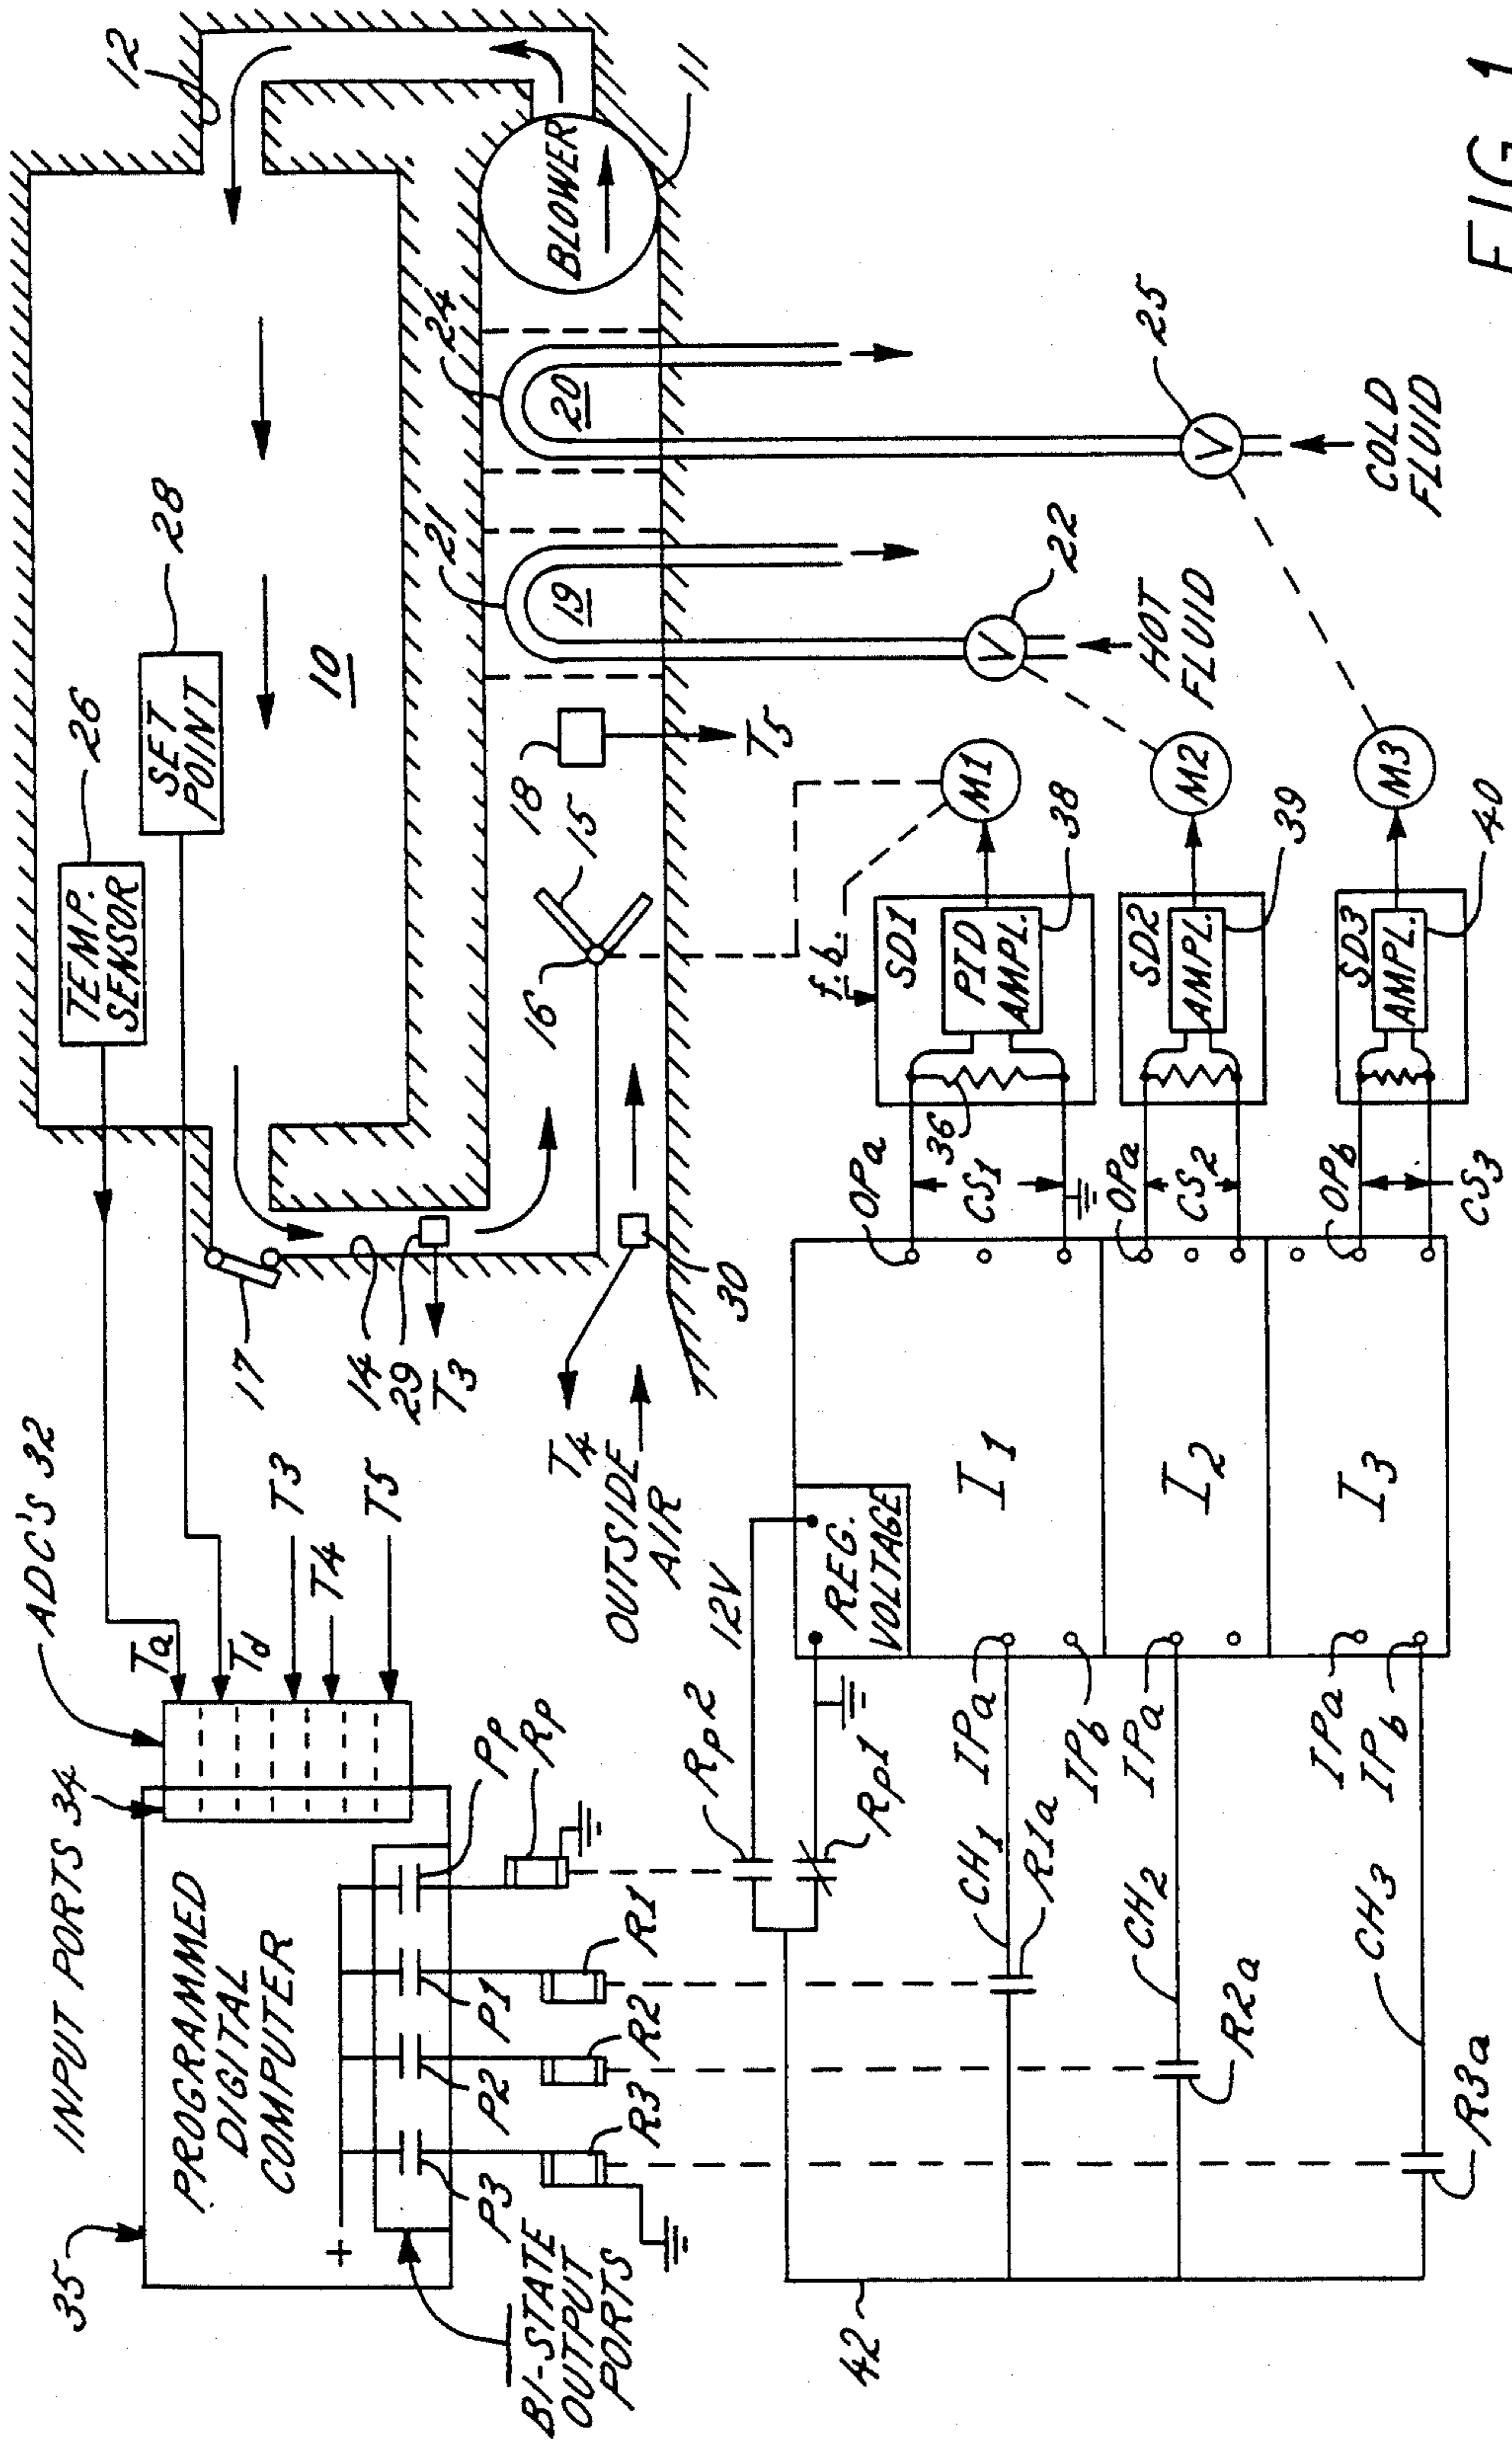 FIG. 1
12
BLOWER
11
24
20
21
19
25
COLD
FLUID
22
HOT
FLUID
TEMP.
SENSOR
26
SET
POINT
28
10
18
T5
15
16
17
14
29
T3
30
T4
OUTSIDE
AIR
M1
M2
M3
f.b.
SD1
PID
AMPL.
38
SD2
AMPL.
39
SD3
AMPL.
40
36
OPa
CS1
OPa
CS2
OPb
CS3
35
PROGRAMMED
DIGITAL
COMPUTER
INPUT PORTS 34
ADC'S 32
Ta
Td
T3
T4
T5
+
P3
P2
P1
Pp
Rp
R1
R2
R3
BI-STATE
OUTPUT
PORTS
42
Rp2
12V
Rp1
REG.
VOLTAGE
CH1
R1a
IPa
IPb
I1
CH2
R2a
IPa
I2
CH3
R3a
IPa
IPb
I3